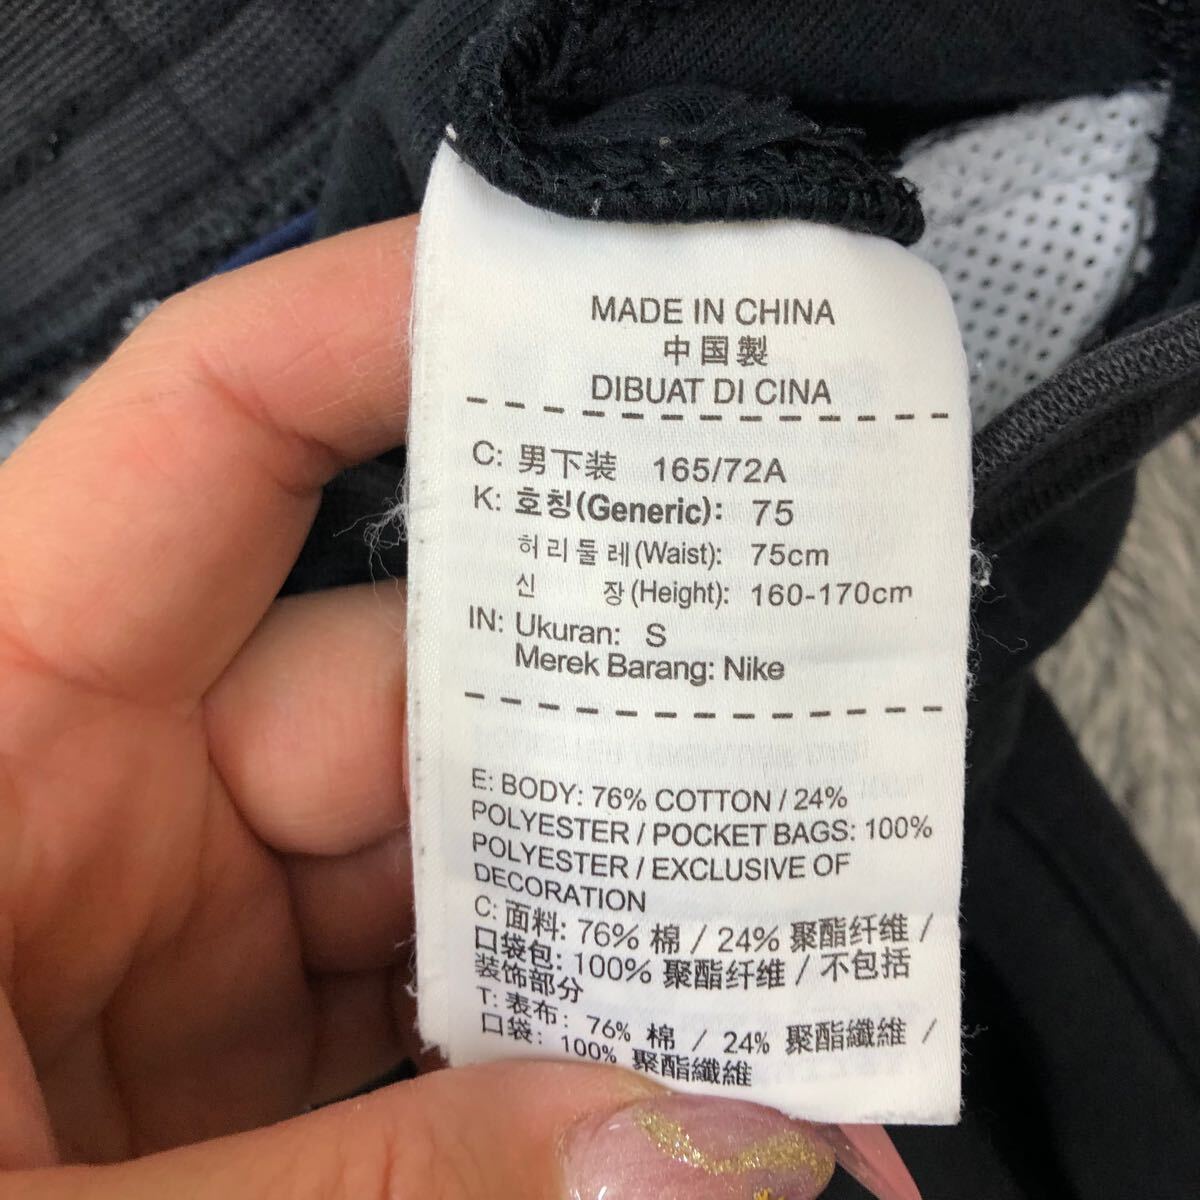 MADE IN CHINA
中国製
DIBUAT DI CINA
C: 男下装 165/72A
K: 호칭(Generic): 75
허리둘레(Waist): 75cm
신 장(Height): 160-170cm
IN: Ukuran: S
Merek Barang: Nike
E: BODY: 76% COTTON / 24%
POLYESTER / POCKET BAGS: 100%
POLYESTER / EXCLUSIVE OF
DECORATION
C: 面料: 76% 棉 / 24% 聚酯纤维 /
口袋包: 100% 聚酯纤维 / 不包括
装饰部分
T: 表布: 76% 棉 / 24% 聚酯纖維 /
口袋: 100% 聚酯纖維